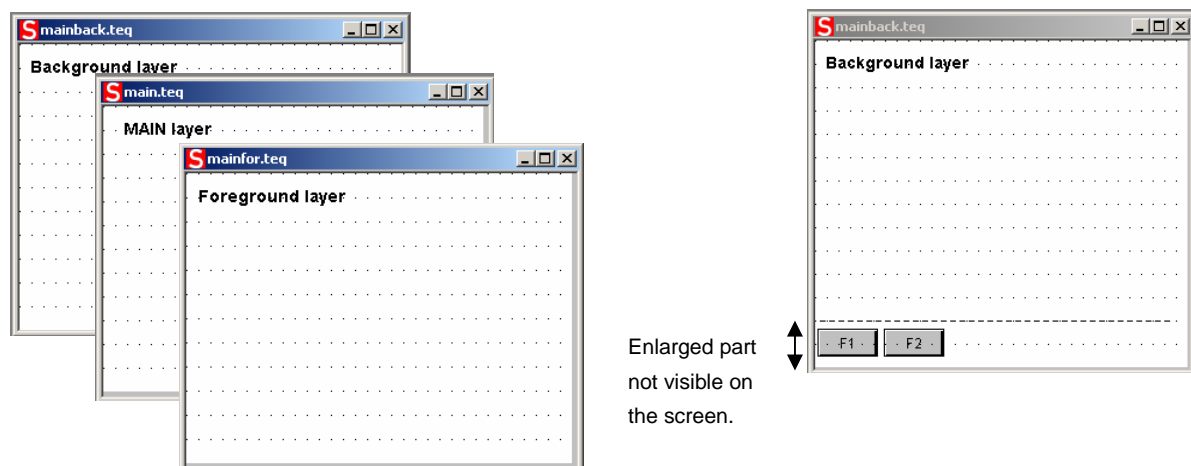 S mainback.teq
Background layer
S main.teq
MAIN layer
S mainfor.teq
Foreground layer
S mainback.teq
Background layer
F1 F2
Enlarged part
not visible on
the screen.